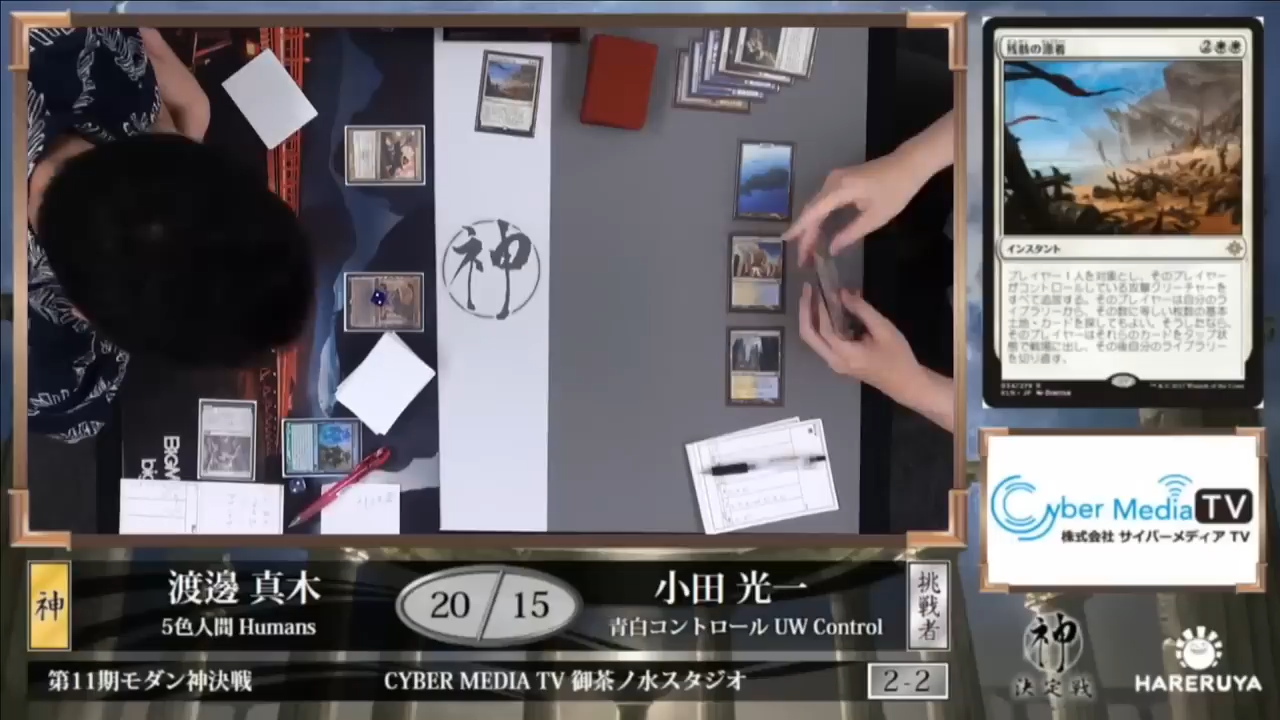 残骸の漂着
2
インスタント
プレイヤー1人を対象とし、そのプレイヤー
がコントロールしている攻撃クリーチャーを
すべて追放する。そのプレイヤーは自分のラ
イブラリーから、その数に等しい枚数の基本
土地・カードを探してもよい。そうしたなら、
そのプレイヤーはそれらのカードをタップ状
態で戦場に出し、その後自分のライブラリー
を切り直す。
神
BIGM
big
Cyber Media TV
株式会社 サイバーメディア TV
神
渡邊 真木
5色人間 Humans
20 / 15
小田 光一
青白コントロール UW Control
挑戦者
第11期モダン神決戦
CYBER MEDIA TV 御茶ノ水スタジオ
2-2
神
決定戦
HARERUYA